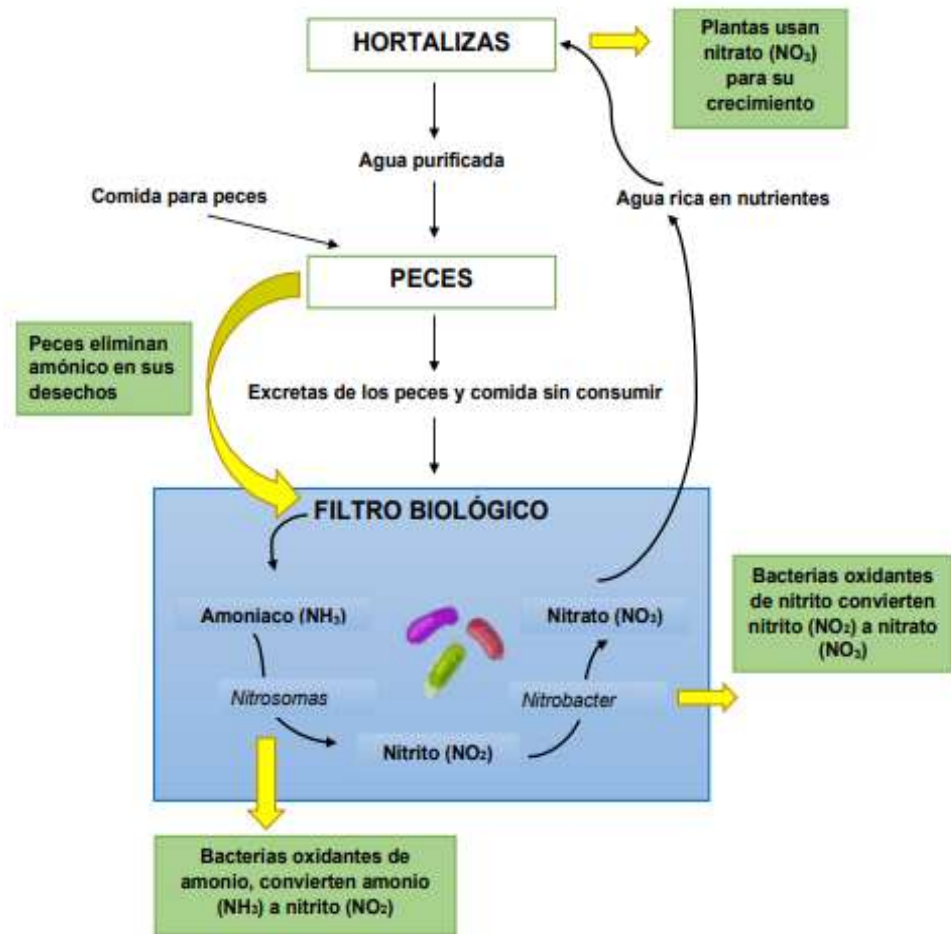 HORTALIZAS
Plantas usan
nitrato (NO₃)
para su
crecimiento
Agua purificada
Comida para peces
Agua rica en nutrientes
PECES
Peces eliminan
amónico en sus
desechos
Excretas de los peces y comida sin consumir
FILTRO BIOLÓGICO
Amoniaco (NH₃)
Nitrato (NO₃)
Bacterias oxidantes
de nitrito convierten
nitrito (NO₂) a nitrato
(NO₃)
Nitrosomas
Nitrobacter
Nitrito (NO₂)
Bacterias oxidantes de
amonio, convierten amonio
(NH₃) a nitrito (NO₂)